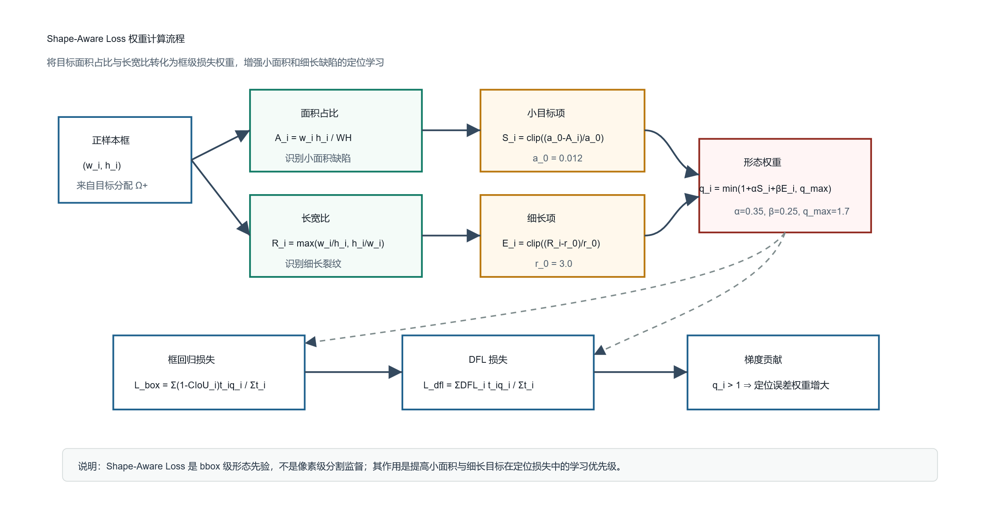 Shape-Aware Loss 权重计算流程
将目标面积占比与长宽比转化为框级损失权重，增强小面积和细长缺陷的定位学习
正样本框
(w_i, h_i)
来自目标分配 Ω+
面积占比
A_i = w_i h_i / WH
识别小面积缺陷
小目标项
S_i = clip((a_0-A_i)/a_0)
a_0 = 0.012
长宽比
R_i = max(w_i/h_i, h_i/w_i)
识别细长裂纹
细长项
E_i = clip((R_i-r_0)/r_0)
r_0 = 3.0
形态权重
q_i = min(1+αS_i+βE_i, q_max)
α=0.35, β=0.25, q_max=1.7
框回归损失
L_box = Σ(1-CIoU_i)t_iq_i / Σt_i
DFL 损失
L_dfl = ΣDFL_i t_iq_i / Σt_i
梯度贡献
q_i > 1 ⇒ 定位误差权重增大
说明：Shape-Aware Loss 是 bbox 级形态先验，不是像素级分割监督；其作用是提高小面积与细长目标在定位损失中的学习优先级。